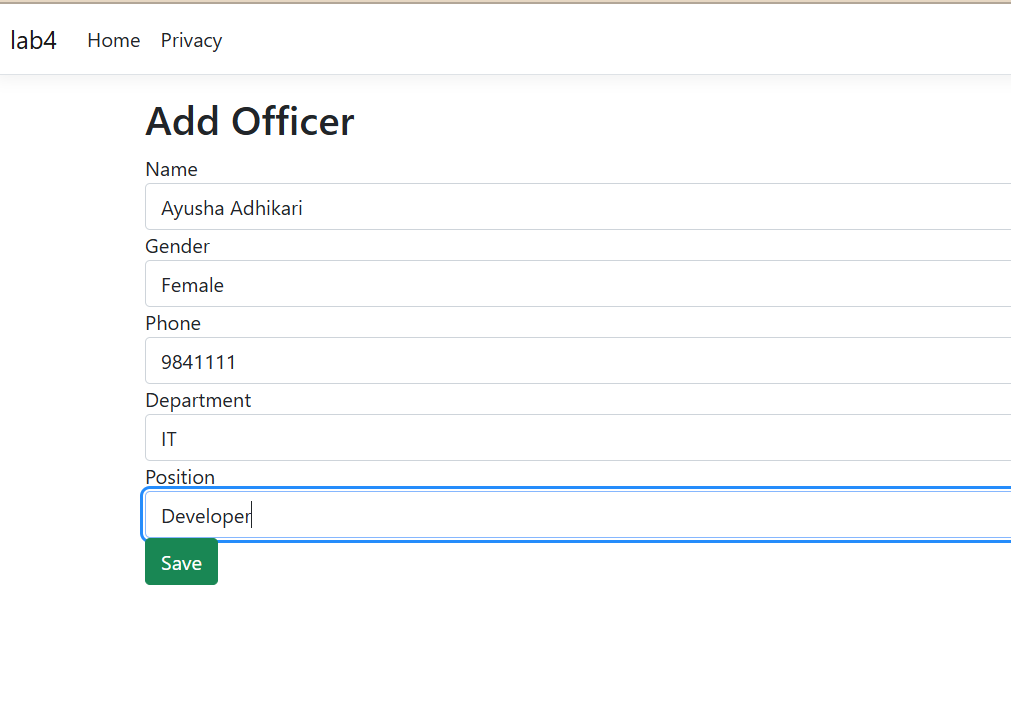 lab4 Home Privacy
Add Officer
Name
Ayusha Adhikari
Gender
Female
Phone
9841111
Department
IT
Position
Developer
Save